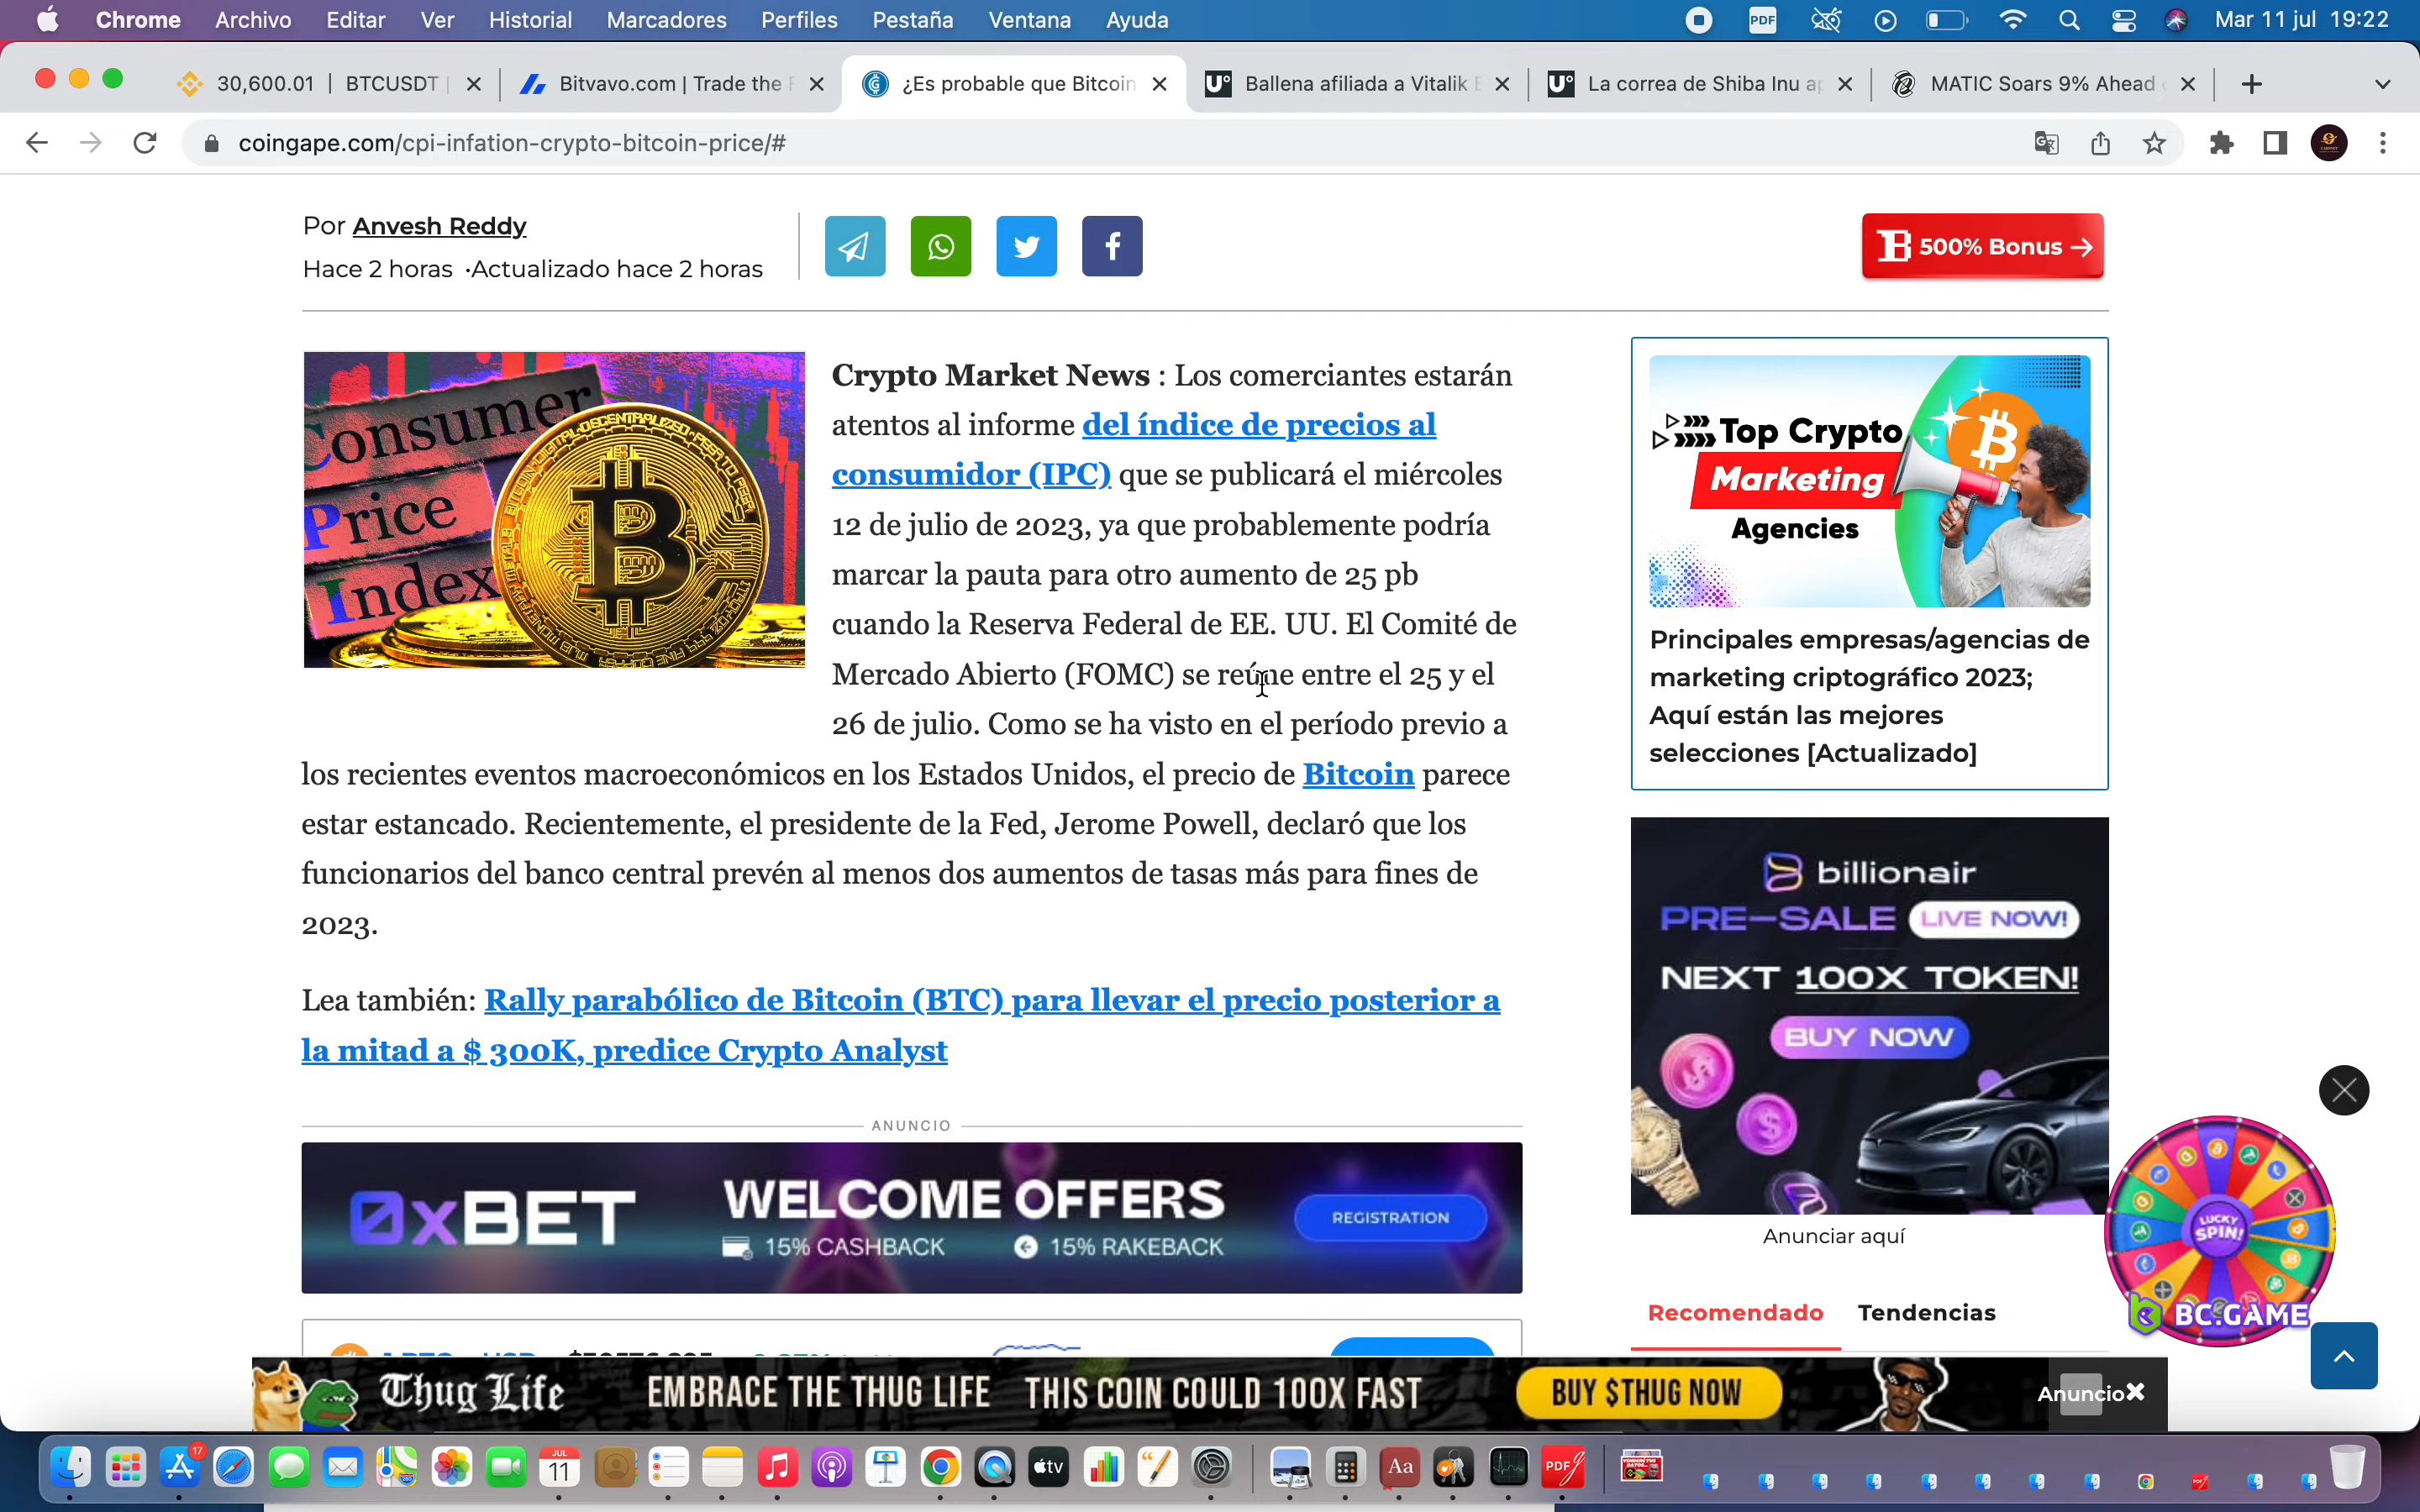 Chrome Archivo Editar Ver Historial Marcadores Perfiles Pestaña Ventana Ayuda PDF Mar 11 jul 19:22
30,600.01 | BTCUSDT | Bitvavo.com | Trade the ¿Es probable que Bitcoin Ballena afiliada a Vitalik La correa de Shiba Inu MATIC Soars 9% Ahead
coingape.com/cpi-infation-crypto-bitcoin-price/#
Por Anvesh Reddy
Hace 2 horas ·Actualizado hace 2 horas
500% Bonus →
Consumer
Price
Index
Crypto Market News : Los comerciantes estarán
atentos al informe del índice de precios al
consumidor (IPC) que se publicará el miércoles
12 de julio de 2023, ya que probablemente podría
marcar la pauta para otro aumento de 25 pb
cuando la Reserva Federal de EE. UU. El Comité de
Mercado Abierto (FOMC) se reúne entre el 25 y el
26 de julio. Como se ha visto en el período previo a
los recientes eventos macroeconómicos en los Estados Unidos, el precio de Bitcoin parece
estar estancado. Recientemente, el presidente de la Fed, Jerome Powell, declaró que los
funcionarios del banco central prevén al menos dos aumentos de tasas más para fines de
2023.
Lea también: Rally parabólico de Bitcoin (BTC) para llevar el precio posterior a
la mitad a $ 300K, predice Crypto Analyst
ANUNCIO
0xBET
WELCOME OFFERS
15% CASHBACK 15% RAKEBACK
REGISTRATION
Top Crypto
Marketing
Agencies
Principales empresas/agencias de
marketing criptográfico 2023;
Aquí están las mejores
selecciones [Actualizado]
billionair
PRE-SALE LIVE NOW!
NEXT 100X TOKEN!
BUY NOW
Anunciar aquí
Recomendado Tendencias
LUCKY
SPIN!
BC.GAME
Thug Life EMBRACE THE THUG LIFE THIS COIN COULD 100X FAST BUY $THUG NOW Anuncio
17
JUL
11
tv
Aa
PDF